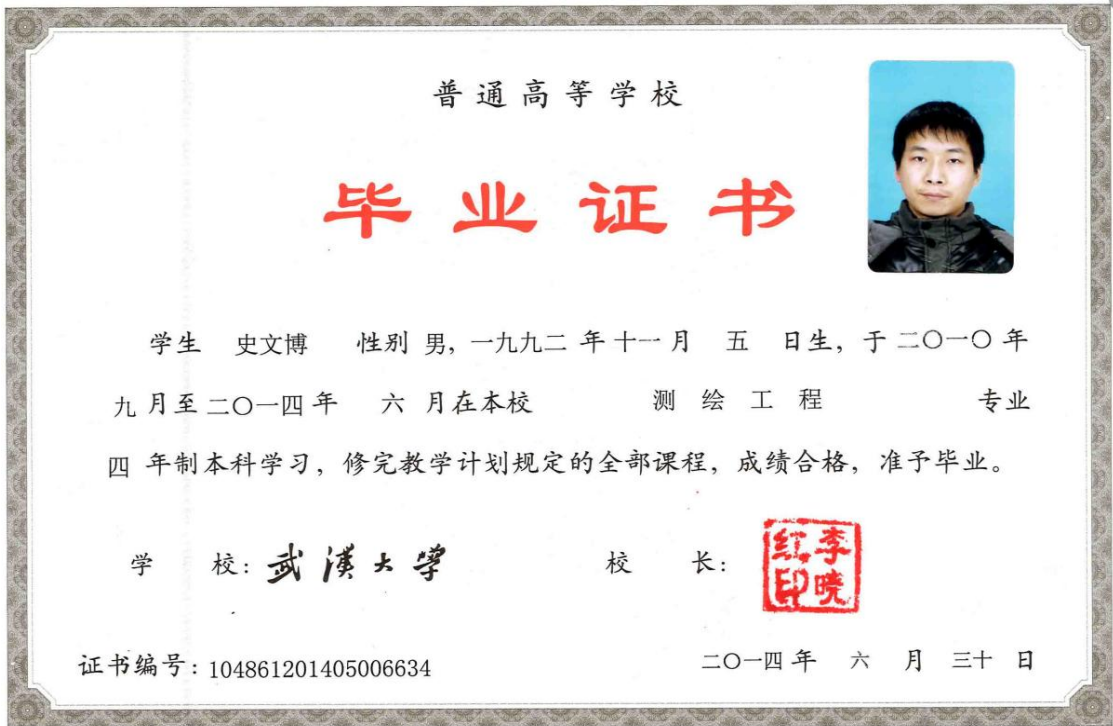 普通高等学校
毕业证书
学生 史文博 性别 男，一九九二 年 十一 月 五 日生，于 二〇一〇 年
九 月至 二〇一四 年 六 月在本校 测绘工程 专业
四 年制本科学习，修完教学计划规定的全部课程，成绩合格，准予毕业。
学 校：武漢大学 校 长：李晓红印
证书编号：104861201405006634 二〇一四 年 六 月 三十 日